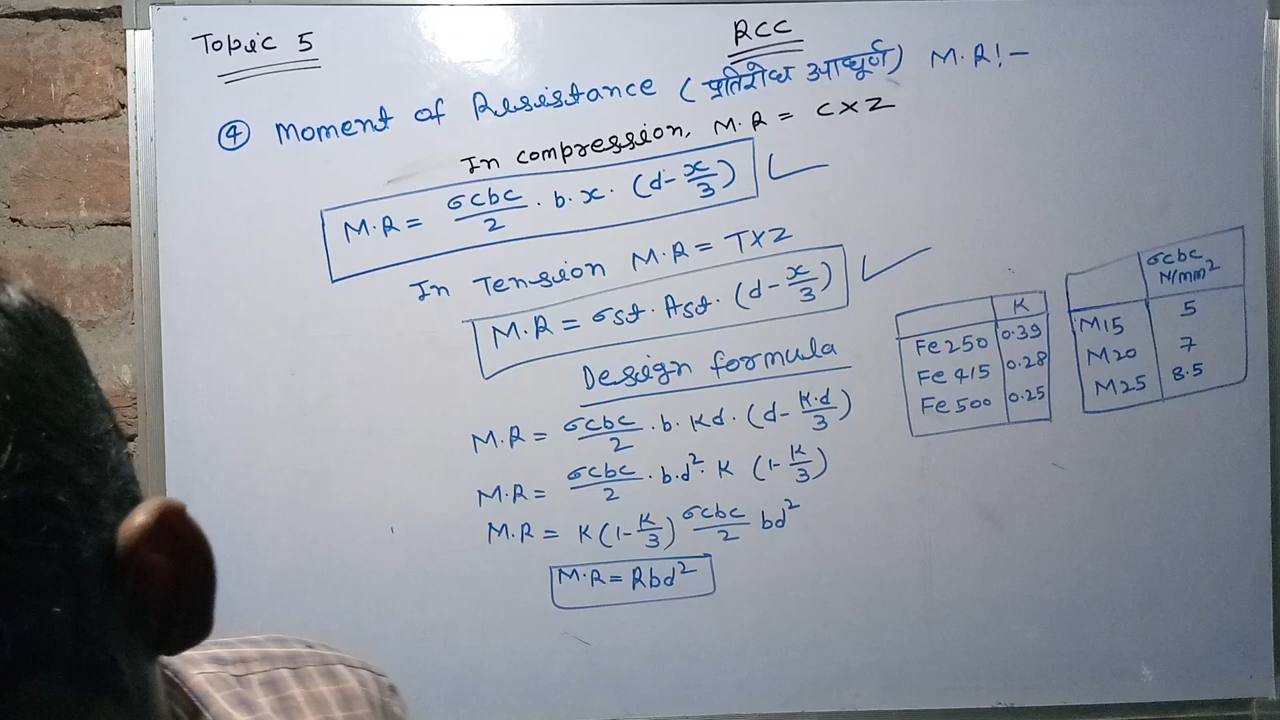 Topic 5
RCC
④ Moment of Resistance (प्रतिरोध आघूर्ण) M.R!-
In compression, M.R = C×Z
M.R = σcbc/2 . b.x. (d-x/3)
In Tension M.R = T×Z
M.R = σst. Ast. (d-x/3)
Design formula
M.R = σcbc/2 . b. Kd. (d-K.d/3)
M.R = σcbc/2 . b.d². K (1-K/3)
M.R = K(1-K/3) σcbc/2 bd²
M.R = Rbd²
K
Fe250 0.39
Fe 415 0.28
Fe500 0.25
σcbc
N/mm²
M15 5
M20 7
M25 8.5